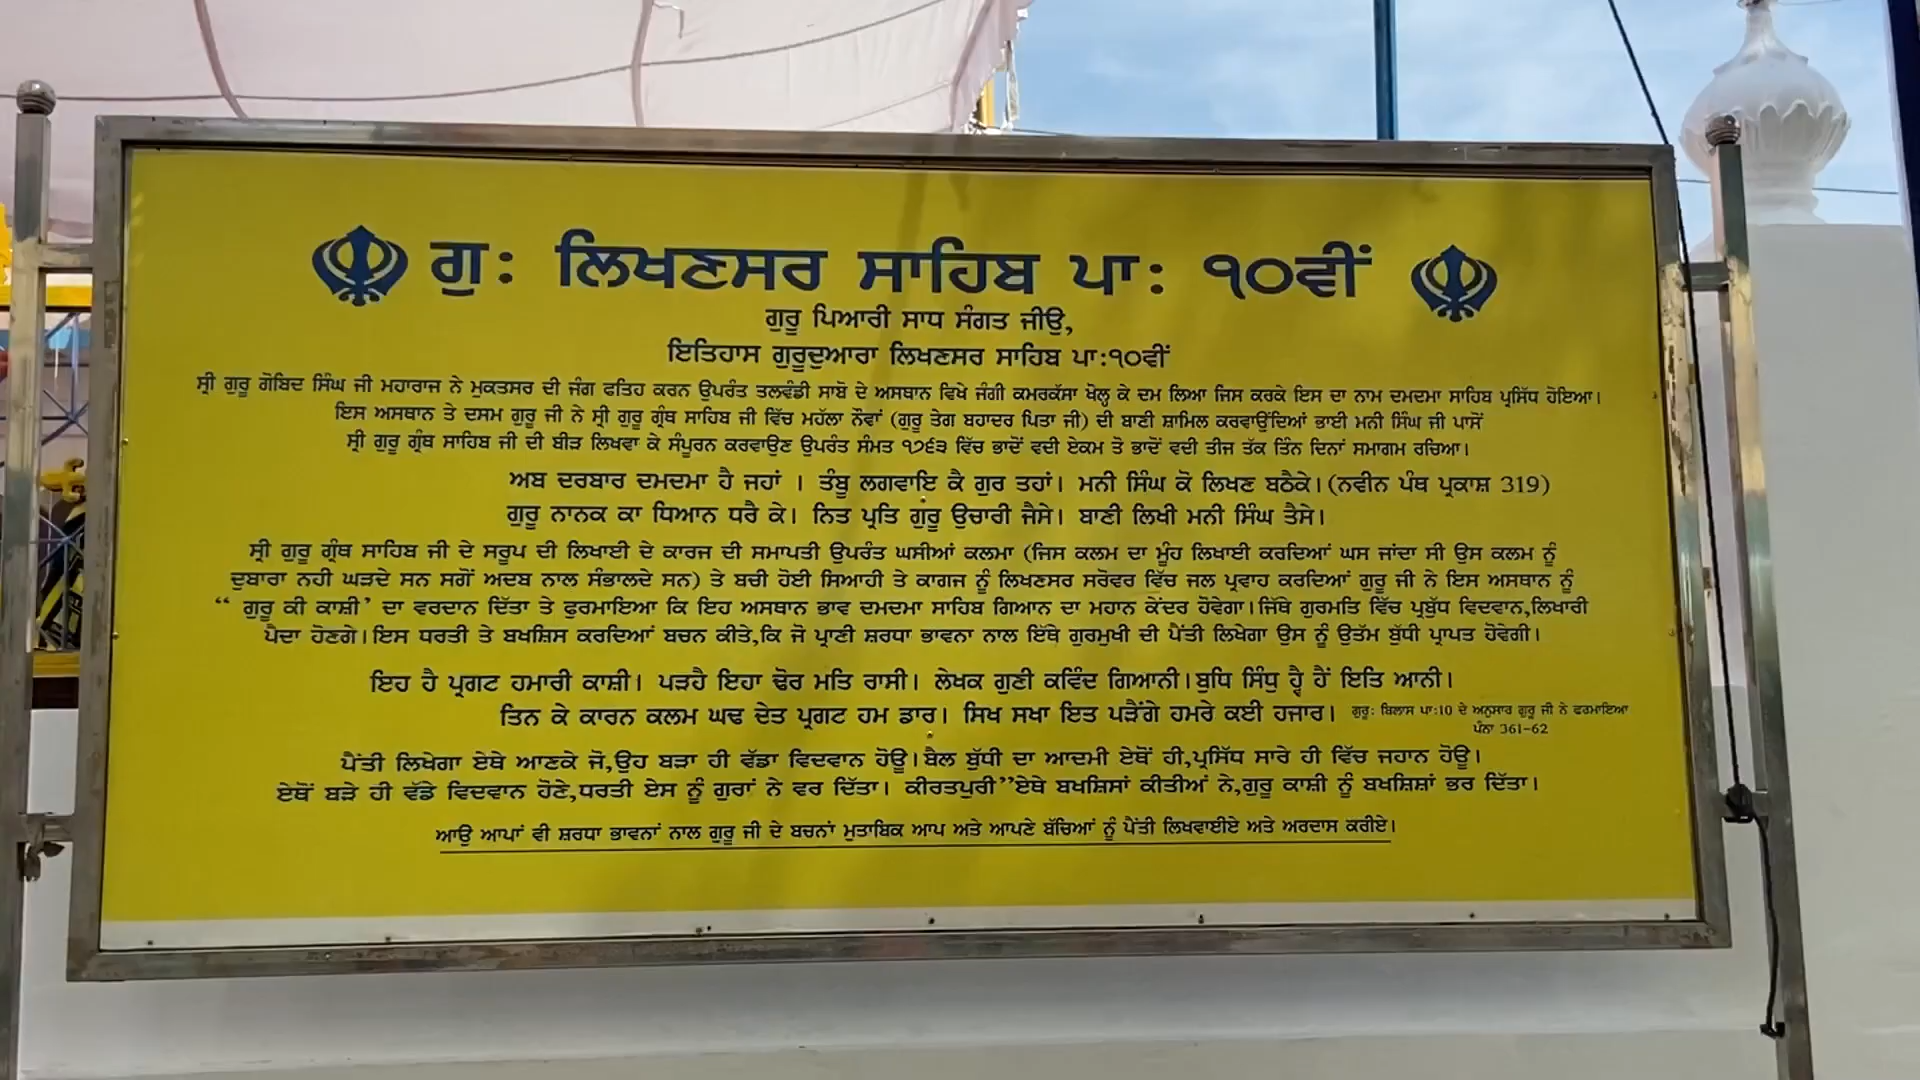 ਗੁ: ਲਿਖਣਸਰ ਸਾਹਿਬ ਪਾ: ੧੦ਵੀਂ
ਗੁਰੂ ਪਿਆਰੀ ਸਾਧ ਸੰਗਤ ਜੀਉ,
ਇਤਿਹਾਸ ਗੁਰੂਦੁਆਰਾ ਲਿਖਣਸਰ ਸਾਹਿਬ ਪਾ:੧੦ਵੀਂ
ਸ੍ਰੀ ਗੁਰੂ ਗੋਬਿਦ ਸਿੰਘ ਜੀ ਮਹਾਰਾਜ ਨੇ ਮੁਕਤਸਰ ਦੀ ਜੰਗ ਫਤਿਹ ਕਰਨ ਉਪਰੰਤ ਤਲਵੰਡੀ ਸਾਬੋ ਦੇ ਅਸਥਾਨ ਵਿਖੇ ਜੰਗੀ ਕਮਰਕੱਸਾ ਖੋਲ੍ਹ ਕੇ ਦਮ ਲਿਆ ਜਿਸ ਕਰਕੇ ਇਸ ਦਾ ਨਾਮ ਦਮਦਮਾ ਸਾਹਿਬ ਪ੍ਰਸਿੱਧ ਹੋਇਆ।
ਇਸ ਅਸਥਾਨ ਤੇ ਦਸਮ ਗੁਰੂ ਜੀ ਨੇ ਸ੍ਰੀ ਗੁਰੂ ਗ੍ਰੰਥ ਸਾਹਿਬ ਜੀ ਵਿੱਚ ਮਹੱਲਾ ਨੌਵਾਂ (ਗੁਰੂ ਤੇਗ ਬਹਾਦਰ ਪਿਤਾ ਜੀ) ਦੀ ਬਾਣੀ ਸ਼ਾਮਿਲ ਕਰਵਾਉਂਦਿਆਂ ਭਾਈ ਮਨੀ ਸਿੰਘ ਜੀ ਪਾਸੋਂ
ਸ੍ਰੀ ਗੁਰੂ ਗ੍ਰੰਥ ਸਾਹਿਬ ਜੀ ਦੀ ਬੀੜ ਲਿਖਵਾ ਕੇ ਸੰਪੂਰਨ ਕਰਵਾਉਣ ਉਪਰੰਤ ਸੰਮਤ ੧੭੬੩ ਵਿੱਚ ਭਾਦੋਂ ਵਦੀ ਏਕਮ ਤੋ ਭਾਦੋਂ ਵਦੀ ਤੀਜ ਤੱਕ ਤਿੰਨ ਦਿਨਾਂ ਸਮਾਗਮ ਰਚਿਆ।
ਅਬ ਦਰਬਾਰ ਦਮਦਮਾ ਹੈ ਜਹਾਂ । ਤੰਬੂ ਲਗਵਾਇ ਕੈ ਗੁਰ ਤਹਾਂ। ਮਨੀ ਸਿੰਘ ਕੋ ਲਿਖਣ ਬਠੈਕੇ।(ਨਵੀਨ ਪੰਥ ਪ੍ਰਕਾਸ਼ 319)
ਗੁਰੂ ਨਾਨਕ ਕਾ ਧਿਆਨ ਧਰੈ ਕੇ। ਨਿਤ ਪ੍ਰਤਿ ਗੁਰੂ ਉਚਾਰੀ ਜੈਸੇ। ਬਾਣੀ ਲਿਖੀ ਮਨੀ ਸਿੰਘ ਤੈਸੇ।
ਸ੍ਰੀ ਗੁਰੂ ਗ੍ਰੰਥ ਸਾਹਿਬ ਜੀ ਦੇ ਸਰੂਪ ਦੀ ਲਿਖਾਈ ਦੇ ਕਾਰਜ ਦੀ ਸਮਾਪਤੀ ਉਪਰੰਤ ਘਸੀਆਂ ਕਲਮਾ (ਜਿਸ ਕਲਮ ਦਾ ਮੂੰਹ ਲਿਖਾਈ ਕਰਦਿਆਂ ਘਸ ਜਾਂਦਾ ਸੀ ਉਸ ਕਲਮ ਨੂੰ
ਦੁਬਾਰਾ ਨਹੀ ਘੜਦੇ ਸਨ ਸਗੋਂ ਅਦਬ ਨਾਲ ਸੰਭਾਲਦੇ ਸਨ) ਤੇ ਬਚੀ ਹੋਈ ਸਿਆਹੀ ਤੇ ਕਾਗਜ ਨੂੰ ਲਿਖਣਸਰ ਸਰੋਵਰ ਵਿੱਚ ਜਲ ਪ੍ਰਵਾਹ ਕਰਦਿਆਂ ਗੁਰੂ ਜੀ ਨੇ ਇਸ ਅਸਥਾਨ ਨੂੰ
“ ਗੁਰੂ ਕੀ ਕਾਸ਼ੀ’ ਦਾ ਵਰਦਾਨ ਦਿੱਤਾ ਤੇ ਫੁਰਮਾਇਆ ਕਿ ਇਹ ਅਸਥਾਨ ਭਾਵ ਦਮਦਮਾ ਸਾਹਿਬ ਗਿਆਨ ਦਾ ਮਹਾਨ ਕੇਂਦਰ ਹੋਵੇਗਾ।ਜਿੱਥੇ ਗੁਰਮਤਿ ਵਿੱਚ ਪ੍ਰਬੁੱਧ ਵਿਦਵਾਨ,ਲਿਖਾਰੀ
ਪੈਦਾ ਹੋਣਗੇ।ਇਸ ਧਰਤੀ ਤੇ ਬਖਸ਼ਿਸ ਕਰਦਿਆਂ ਬਚਨ ਕੀਤੇ,ਕਿ ਜੋ ਪ੍ਰਾਣੀ ਸ਼ਰਧਾ ਭਾਵਨਾ ਨਾਲ ਇੱਥੇ ਗੁਰਮੁਖੀ ਦੀ ਪੈਂਤੀ ਲਿਖੇਗਾ ਉਸ ਨੂੰ ਉਤੱਮ ਬੁੱਧੀ ਪ੍ਰਾਪਤ ਹੋਵੇਗੀ।
ਇਹ ਹੈ ਪ੍ਰਗਟ ਹਮਾਰੀ ਕਾਸ਼ੀ। ਪੜਹੈ ਇਹਾ ਢੋਰ ਮਤਿ ਰਾਸੀ। ਲੇਖਕ ਗੁਣੀ ਕਵਿੰਦ ਗਿਆਨੀ।ਬੁਧਿ ਸਿੰਧੁ ਹ੍ਵੈ ਹੈਂ ਇਤਿ ਆਨੀ।
ਤਿਨ ਕੇ ਕਾਰਨ ਕਲਮ ਘਢ ਦੇਤ ਪ੍ਰਗਟ ਹਮ ਡਾਰ। ਸਿਖ ਸਖਾ ਇਤ ਪੜੈਂਗੇ ਹਮਰੇ ਕਈ ਹਜਾਰ। ਗੁਰੂ: ਬਿਲਾਸ ਪਾ:10 ਦੇ ਅਨੁਸਾਰ ਗੁਰੂ ਜੀ ਨੇ ਫਰਮਾਇਆ
ਪੰਨਾ 361-62
ਪੈਂਤੀ ਲਿਖੇਗਾ ਏਥੇ ਆਣਕੇ ਜੋ,ਉਹ ਬੜਾ ਹੀ ਵੱਡਾ ਵਿਦਵਾਨ ਹੋਊ।ਬੈਲ ਬੁੱਧੀ ਦਾ ਆਦਮੀ ਏਥੋਂ ਹੀ,ਪ੍ਰਸਿੱਧ ਸਾਰੇ ਹੀ ਵਿੱਚ ਜਹਾਨ ਹੋਊ।
ਏਥੋਂ ਬੜੇ ਹੀ ਵੱਡੇ ਵਿਦਵਾਨ ਹੋਣੇ,ਧਰਤੀ ਏਸ ਨੂੰ ਗੁਰਾਂ ਨੇ ਵਰ ਦਿੱਤਾ। ਕੀਰਤਪੁਰੀ”ਏਥੇ ਬਖਸ਼ਿਸਾਂ ਕੀਤੀਆਂ ਨੇ,ਗੁਰੂ ਕਾਸ਼ੀ ਨੂੰ ਬਖਸ਼ਿਸ਼ਾਂ ਭਰ ਦਿੱਤਾ।
ਆਉ ਆਪਾਂ ਵੀ ਸ਼ਰਧਾ ਭਾਵਨਾਂ ਨਾਲ ਗੁਰੂ ਜੀ ਦੇ ਬਚਨਾਂ ਮੁਤਾਬਿਕ ਆਪ ਅਤੇ ਆਪਣੇ ਬੱਚਿਆਂ ਨੂੰ ਪੈਂਤੀ ਲਿਖਵਾਈਏ ਅਤੇ ਅਰਦਾਸ ਕਰੀਏ।